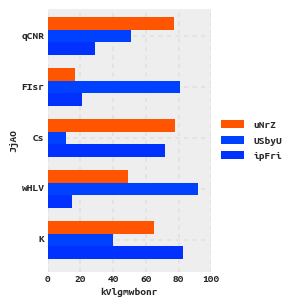 qCNR
FIsr
Cs
wHLV
K
JjAO
0 20 40 60 80 100
kVlgmwbonr
uNrZ
USbyU
ipFri